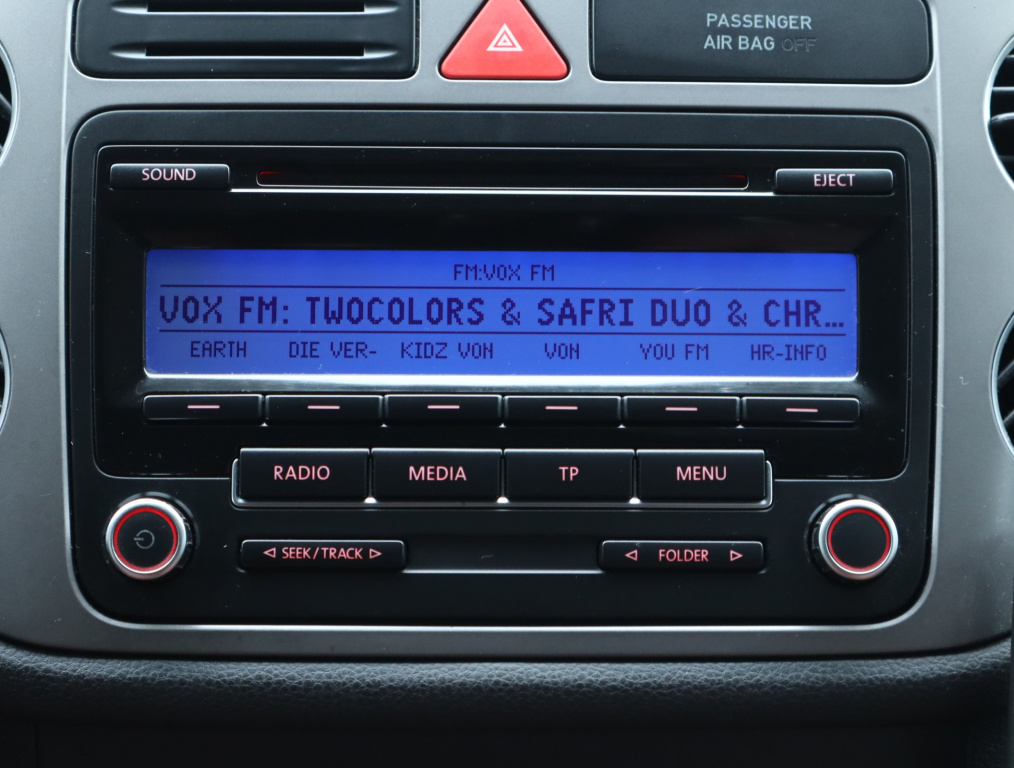 PASSENGER
AIR BAG OFF
SOUND
EJECT
FM:VOX FM
VOX FM: TWOCOLORS & SAFRI DUO & CHR...
EARTH DIE VER- KIDZ VON VON YOU FM HR-INFO
RADIO MEDIA TP MENU
SEEK/TRACK FOLDER